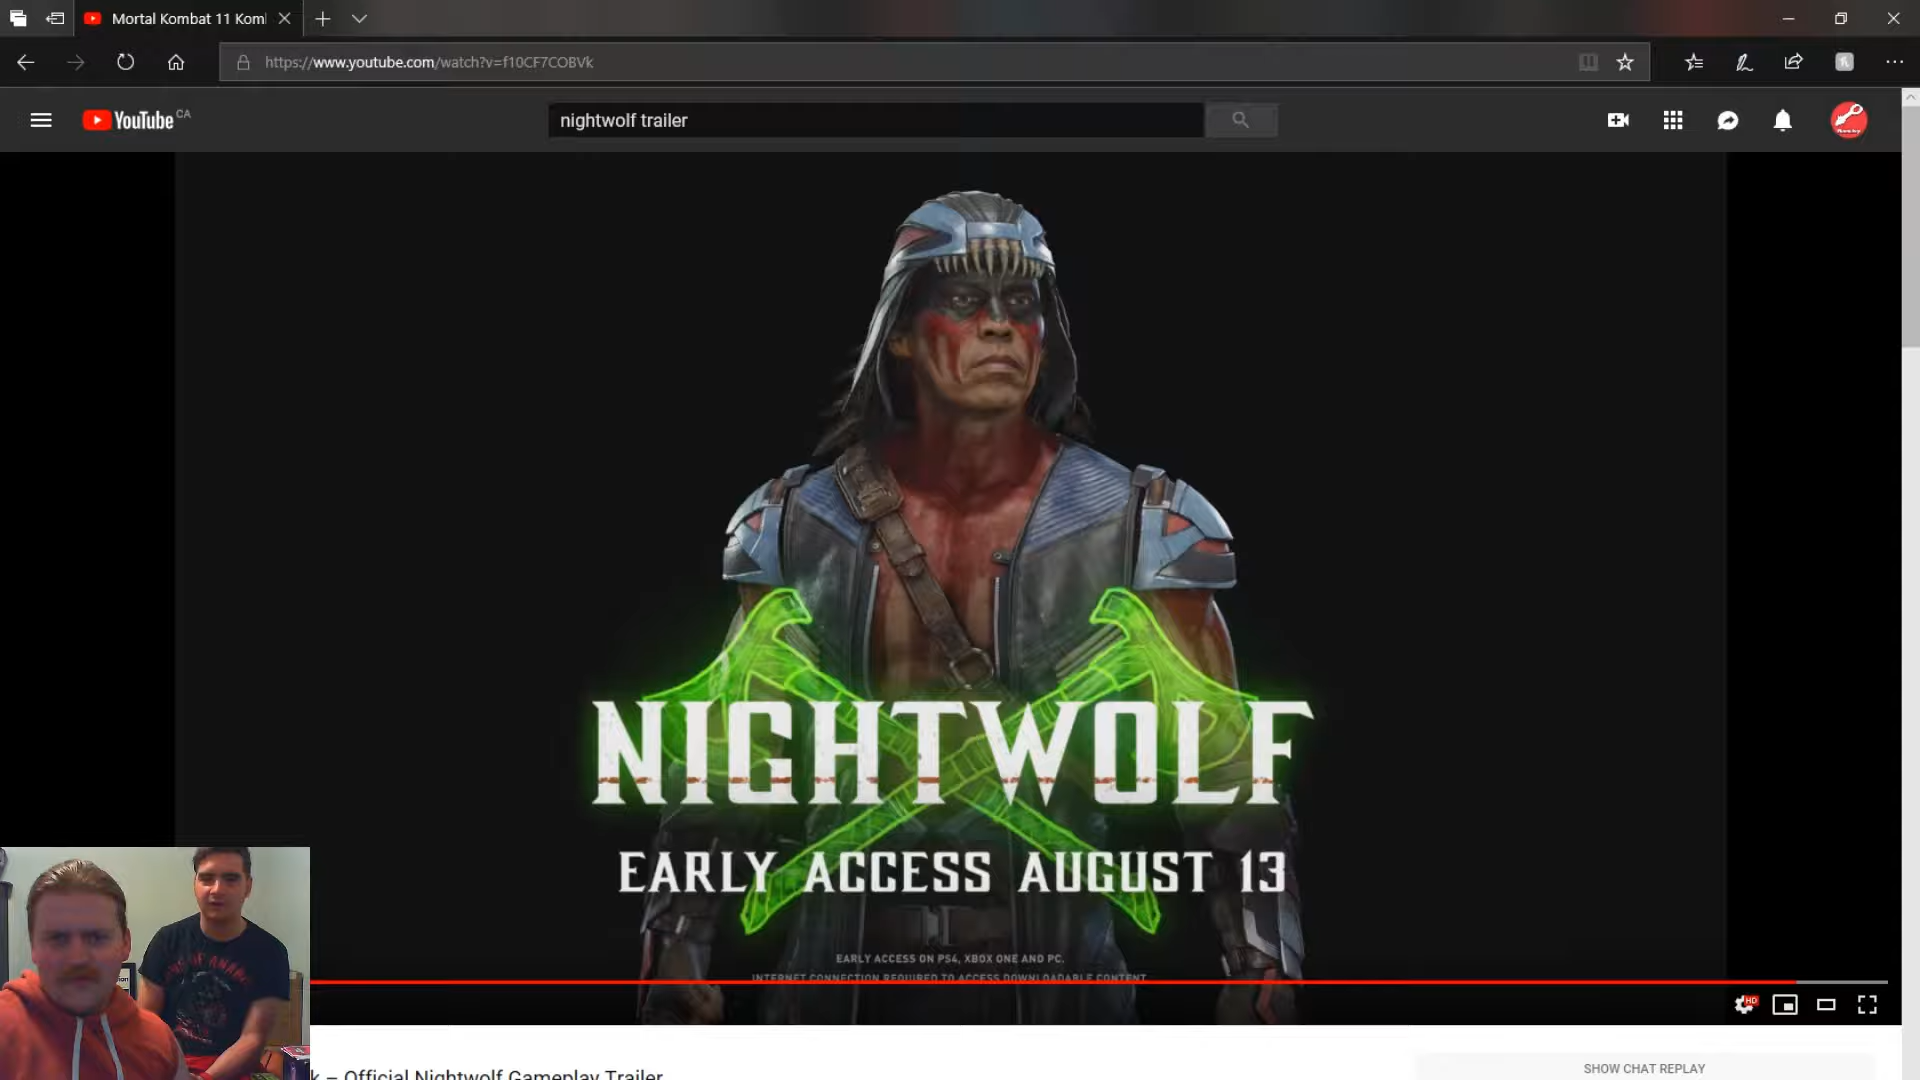 Mortal Kombat 11 Kom
https://www.youtube.com/watch?v=f10CF7COBVk
YouTube CA
nightwolf trailer
NIGHTWOLF
EARLY ACCESS AUGUST 13
EARLY ACCESS ON PS4, XBOX ONE AND PC.
INTERNET CONNECTION REQUIRED TO ACCESS DOWNLOADABLE CONTENT
HD
k – Official Nightwolf Gameplay Trailer
SHOW CHAT REPLAY